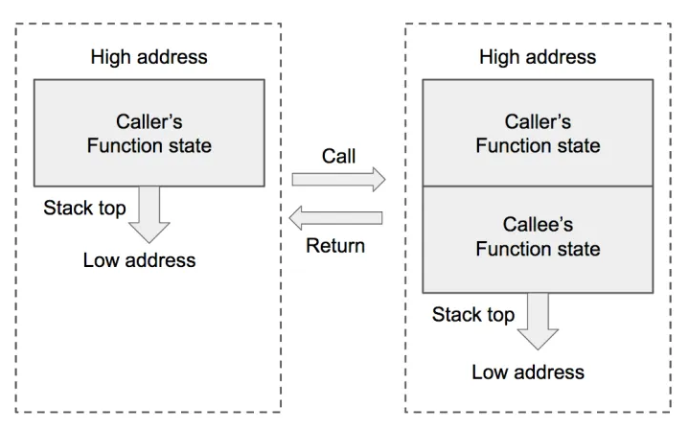 High address
Caller's
Function state
Stack top
Low address
Call
Return
High address
Caller's
Function state
Callee's
Function state
Stack top
Low address